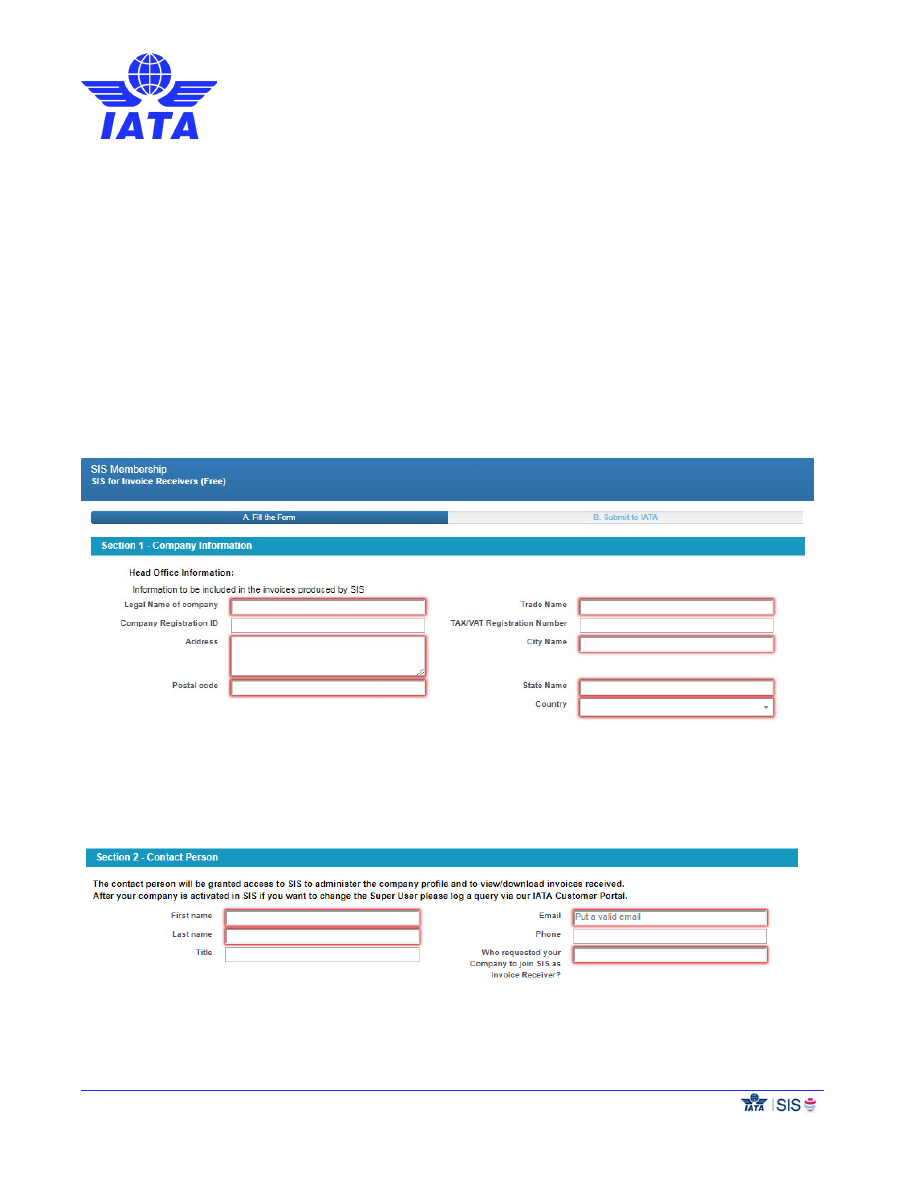 IATA
SIS Membership
SIS for Invoice Receivers (Free)
A. Fill the Form
B. Submit to IATA
Section 1 - Company Information
Head Office Information:
Information to be included in the invoices produced by SIS
Legal Name of company
Trade Name
Company Registration ID
TAX/VAT Registration Number
Address
City Name
Postal code
State Name
Country
Section 2 - Contact Person
The contact person will be granted access to SIS to administer the company profile and to view/download invoices received.
After your company is activated in SIS if you want to change the Super User please log a query via our IATA Customer Portal.
First name
Email
Put a valid email
Last name
Phone
Title
Who requested your
Company to join SIS as
Invoice Receiver?
IATA | SIS